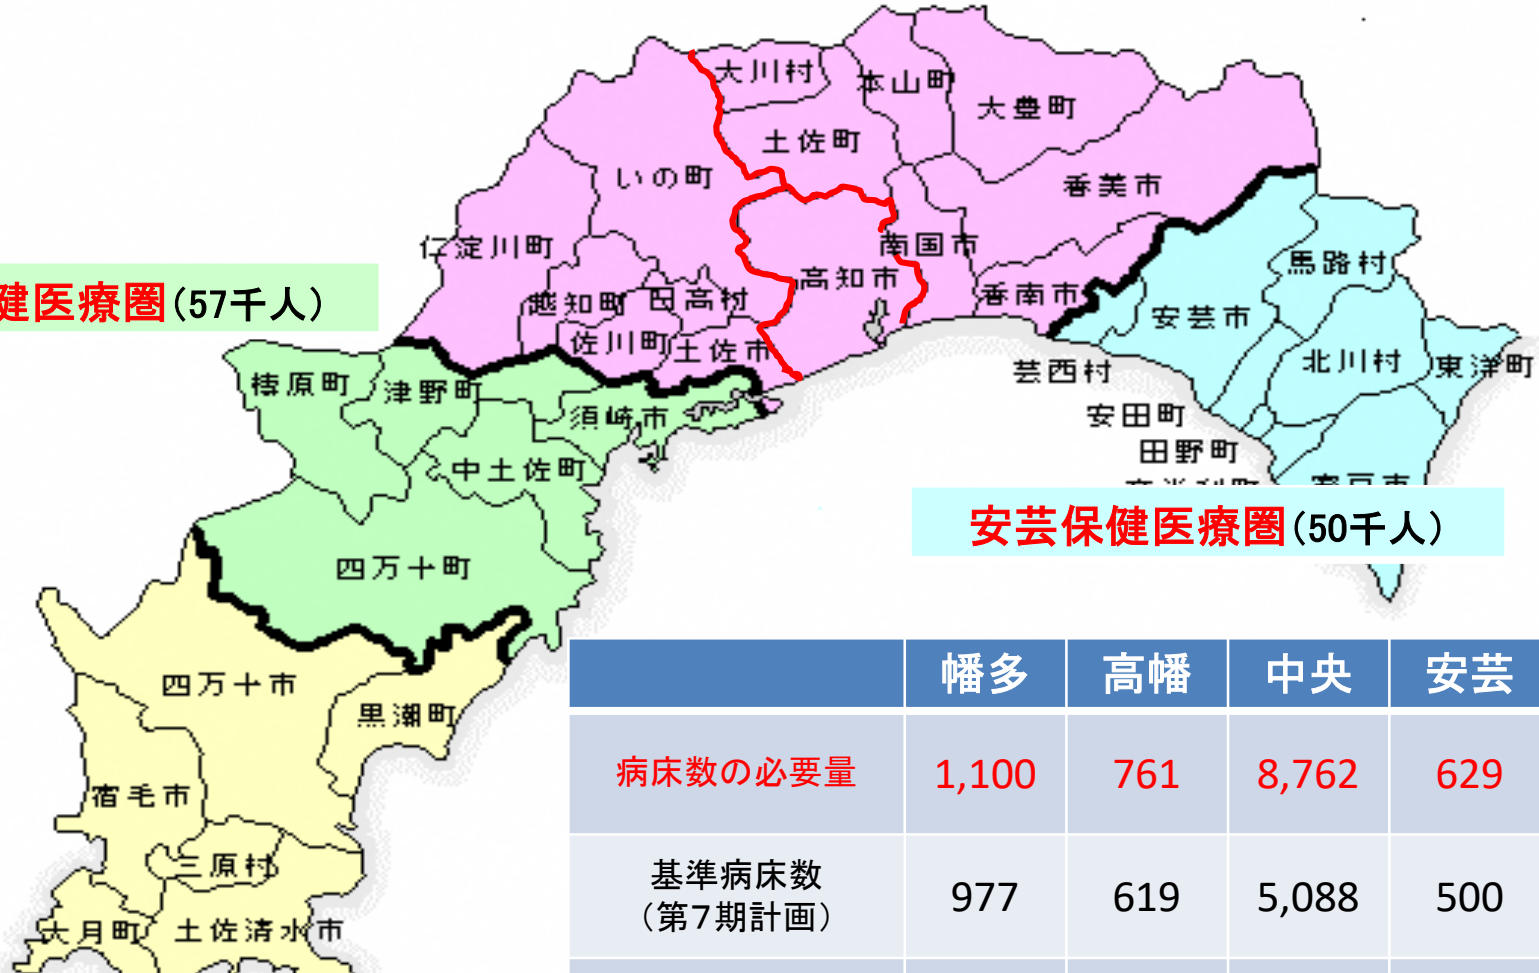 大川村
本山町
大豊町
土佐町
いの町
香美市
仁淀川町
南国市
高知市
馬路村
香南市
越知町
日高村
安芸市
健医療圏(57千人)
佐川町
土佐市
北川村
東洋町
芸西村
梼原町
津野町
須崎市
安田町
田野町
中土佐町
安芸保健医療圏(50千人)
四万十町
四万十市
黒潮町
宿毛市
三原村
大月町
土佐清水市
幡多 高幡 中央 安芸
病床数の必要量 1,100 761 8,762 629
基準病床数
(第7期計画) 977 619 5,088 500